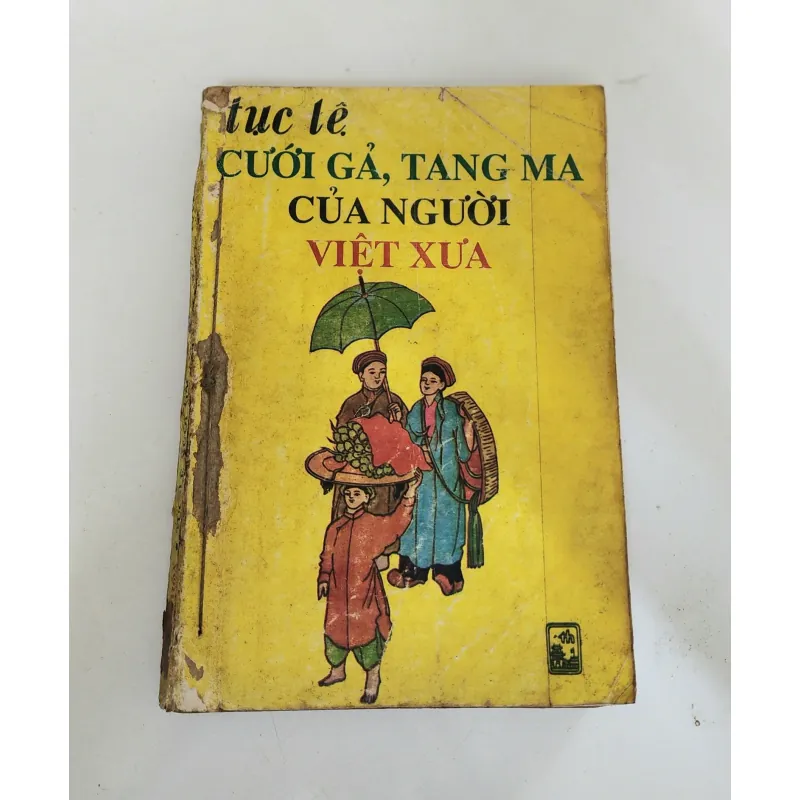 tục lệ
CƯỚI GẢ, TANG MA
CỦA NGƯỜI
VIỆT XƯA